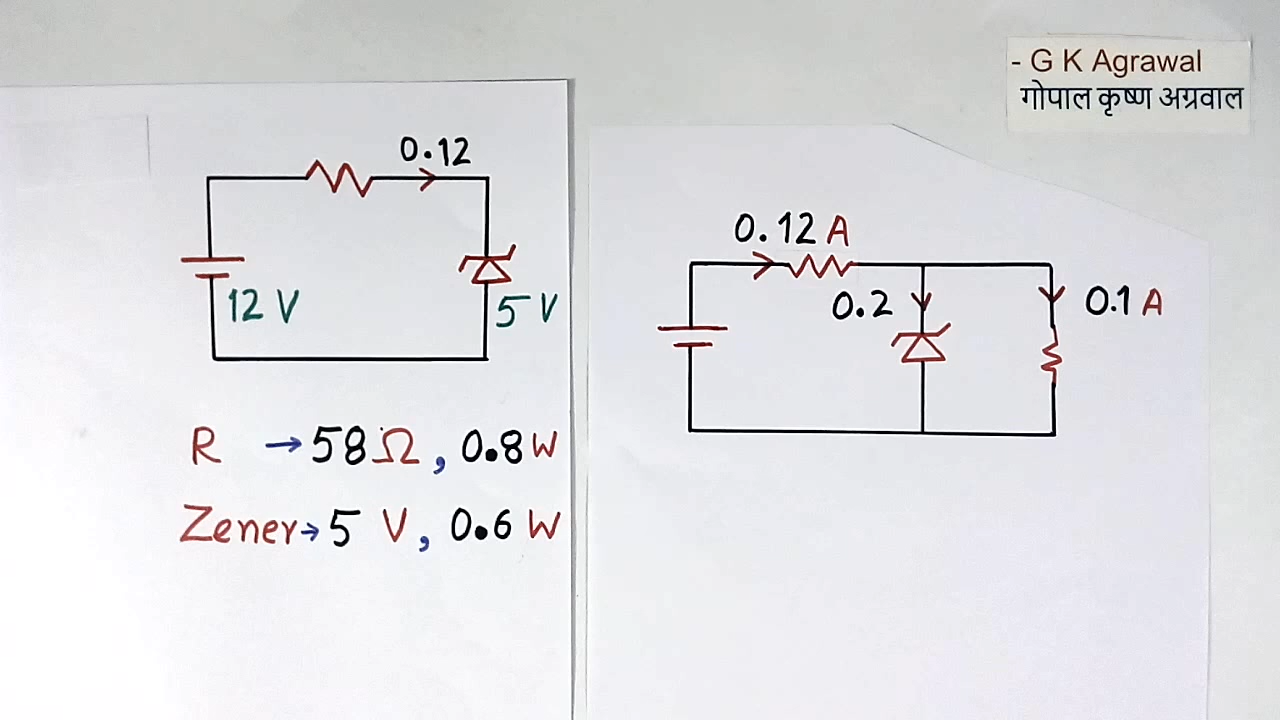 - G K Agrawal
गोपाल कृष्ण अग्रवाल
0.12
12 V
5 V
R → 58 Ω, 0.8 W
Zener → 5 V, 0.6 W
0.12 A
0.2
0.1 A